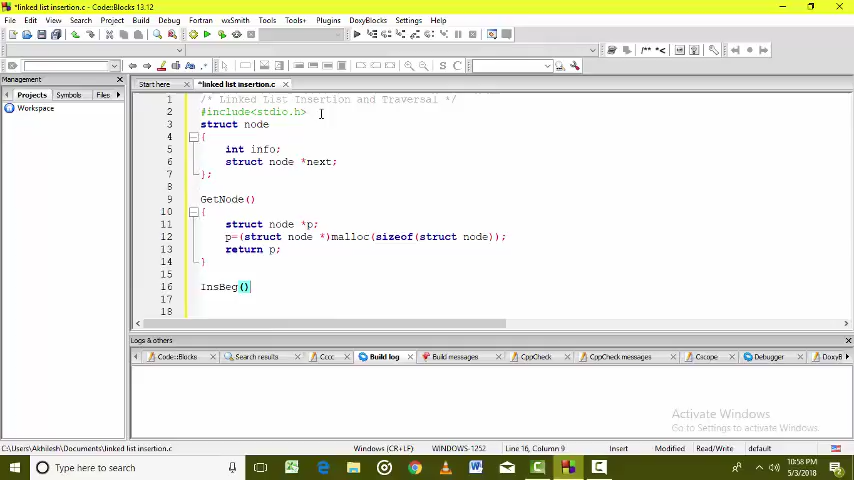 *linked list insertion.c - Code::Blocks 13.12
File Edit View Search Project Build Debug Fortran wxSmith Tools Tools+ Plugins DoxyBlocks Settings Help
/** *<
S C
Management
Projects Symbols Files
Workspace
Start here *linked list insertion.c
1 /* Linked List Insertion and Traversal */
2 #include<stdio.h>
3 struct node
4 {
5 int info;
6 struct node *next;
7 };
8
9 GetNode()
10 {
11 struct node *p;
12 p=(struct node *)malloc(sizeof(struct node));
13 return p;
14 }
15
16 InsBeg()
17
18
Logs & others
Code::Blocks Search results Cccc Build log Build messages CppCheck CppCheck messages Cscope Debugger DoxyB
Activate Windows
Go to Settings to activate Windows.
C:\Users\Akhilesh\Documents\linked list insertion.c Windows (CR+LF) WINDOWS-1252 Line 16, Column 9 Insert Modified Read/Write default
Type here to search
10:58 PM
5/3/2018